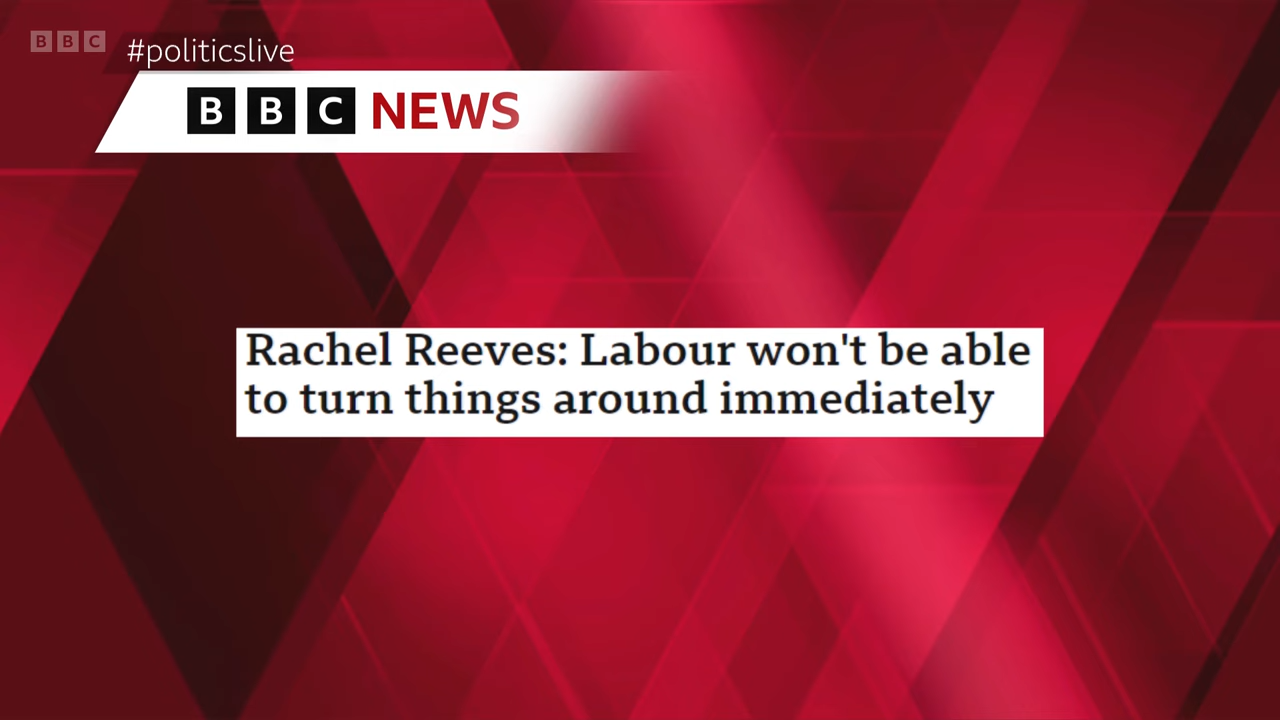 BBC
#politicslive
BBC NEWS
Rachel Reeves: Labour won't be able
to turn things around immediately